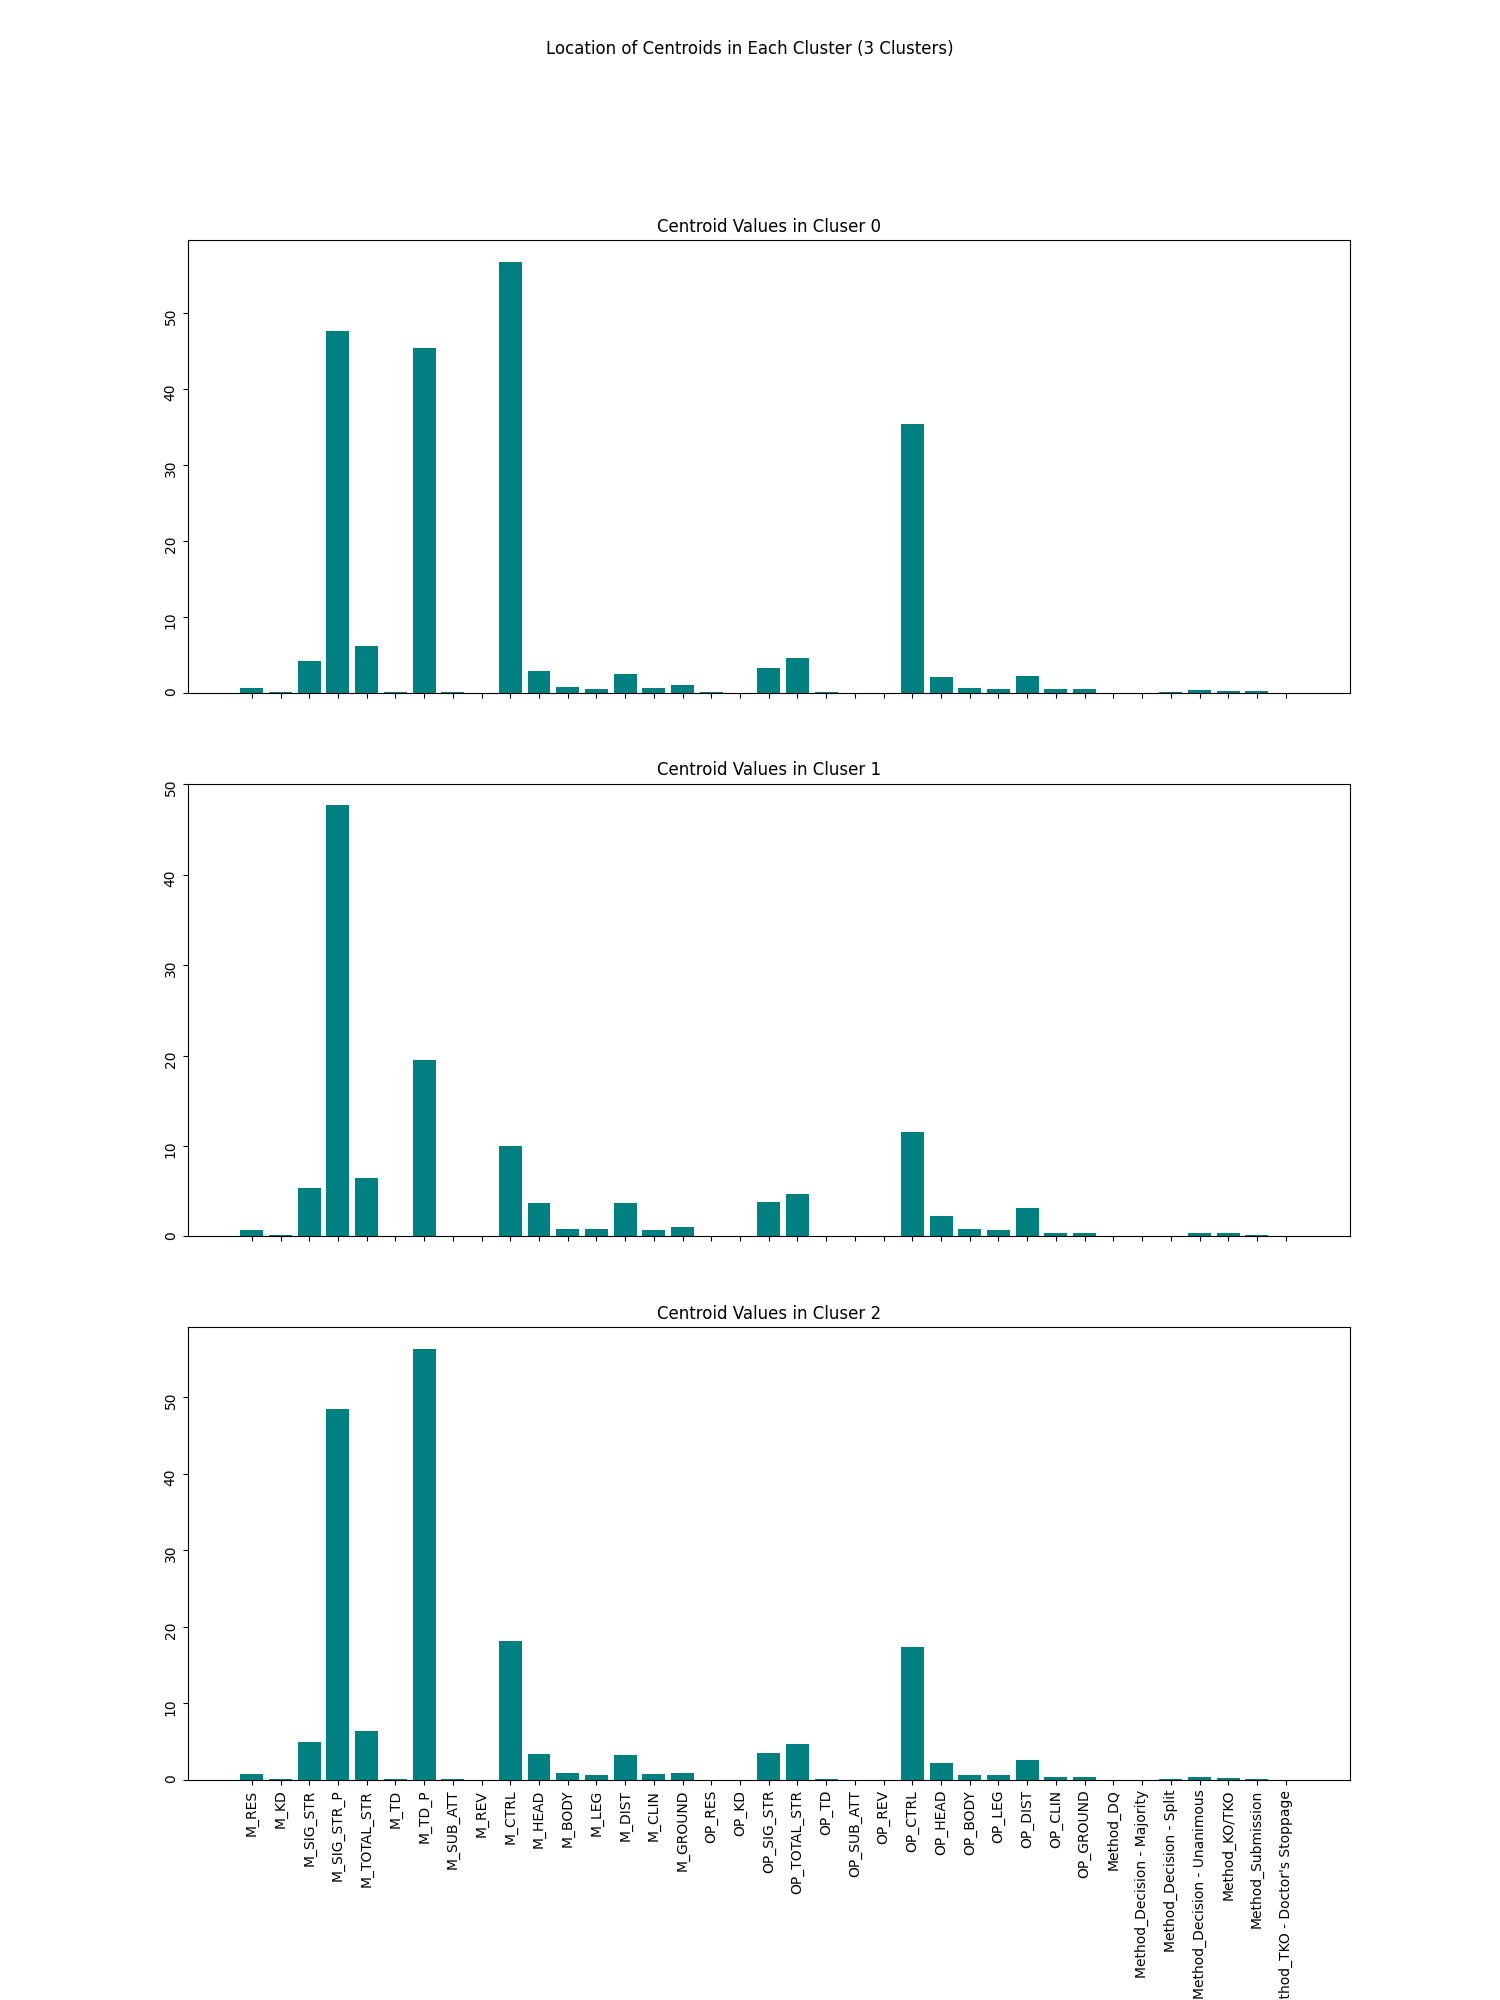 Location of Centroids in Each Cluster (3 Clusters)
Centroid Values in Cluser 0
50
40
30
20
10
0
Centroid Values in Cluser 1
50
40
30
20
10
0
Centroid Values in Cluser 2
50
40
30
20
10
0
M_RES
M_KD
M_SIG_STR
M_SIG_STR_P
M_TOTAL_STR
M_TD
M_TD_P
M_SUB_ATT
M_REV
M_CTRL
M_HEAD
M_BODY
M_LEG
M_DIST
M_CLIN
M_GROUND
OP_RES
OP_KD
OP_SIG_STR
OP_TOTAL_STR
OP_TD
OP_SUB_ATT
OP_REV
OP_CTRL
OP_HEAD
OP_BODY
OP_LEG
OP_DIST
OP_CLIN
OP_GROUND
Method_DQ
Method_Decision - Majority
Method_Decision - Split
Method_Decision - Unanimous
Method_KO/TKO
Method_Submission
thod_TKO - Doctor's Stoppage